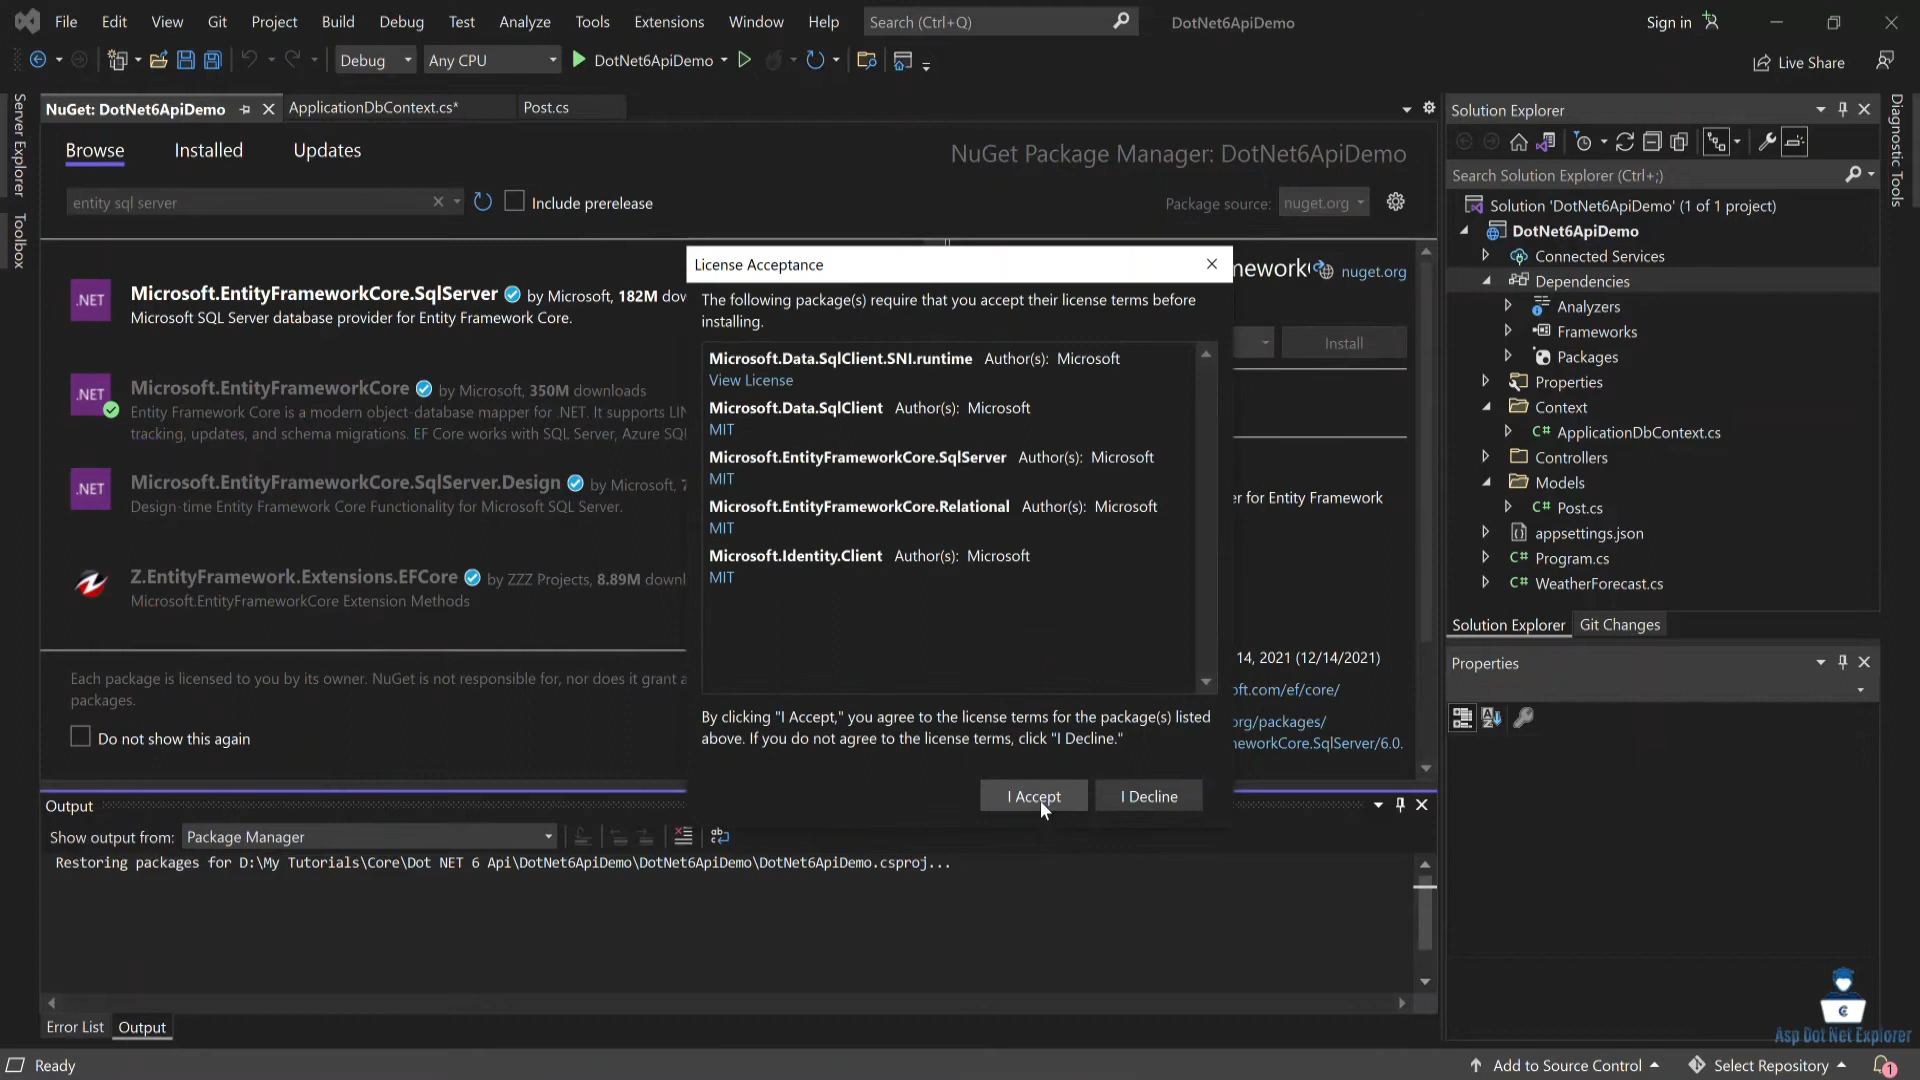 File Edit View Git Project Build Debug Test Analyze Tools Extensions Window Help Search (Ctrl+Q) DotNet6ApiDemo Sign in
Debug Any CPU DotNet6ApiDemo Live Share
Server Explorer
Toolbox
NuGet: DotNet6ApiDemo ApplicationDbContext.cs* Post.cs
Browse Installed Updates NuGet Package Manager: DotNet6ApiDemo
entity sql server Include prerelease Package source: nuget.org
Microsoft.EntityFrameworkCore.SqlServer by Microsoft, 182M dow
Microsoft SQL Server database provider for Entity Framework Core.
.NET
Microsoft.EntityFrameworkCore by Microsoft, 350M downloads
Entity Framework Core is a modern object-database mapper for .NET. It supports LIN
tracking, updates, and schema migrations. EF Core works with SQL Server, Azure SQL
.NET
Microsoft.EntityFrameworkCore.SqlServer.Design by Microsoft, 7
Design-time Entity Framework Core Functionality for Microsoft SQL Server.
.NET
Z.EntityFramework.Extensions.EFCore by ZZZ Projects, 8.89M downl
Microsoft.EntityFrameworkCore Extension Methods
Each package is licensed to you by its owner. NuGet is not responsible for, nor does it grant a
packages.
Do not show this again
License Acceptance
The following package(s) require that you accept their license terms before
installing.
Microsoft.Data.SqlClient.SNI.runtime Author(s): Microsoft
View License
Microsoft.Data.SqlClient Author(s): Microsoft
MIT
Microsoft.EntityFrameworkCore.SqlServer Author(s): Microsoft
MIT
Microsoft.EntityFrameworkCore.Relational Author(s): Microsoft
MIT
Microsoft.Identity.Client Author(s): Microsoft
MIT
By clicking "I Accept," you agree to the license terms for the package(s) listed
above. If you do not agree to the license terms, click "I Decline."
I Accept I Decline
nework nuget.org
Install
er for Entity Framework
14, 2021 (12/14/2021)
oft.com/ef/core/
org/packages/
neworkCore.SqlServer/6.0.
Output
Show output from: Package Manager
Restoring packages for D:\My Tutorials\Core\Dot NET 6 Api\DotNet6ApiDemo\DotNet6ApiDemo\DotNet6ApiDemo.csproj...
Error List Output
Solution Explorer
Search Solution Explorer (Ctrl+;)
Solution 'DotNet6ApiDemo' (1 of 1 project)
DotNet6ApiDemo
Connected Services
Dependencies
Analyzers
Frameworks
Packages
Properties
Context
C# ApplicationDbContext.cs
Controllers
Models
C# Post.cs
appsettings.json
C# Program.cs
C# WeatherForecast.cs
Solution Explorer Git Changes
Properties
Diagnostic Tools
Asp Dot Net Explorer
Ready Add to Source Control Select Repository 1